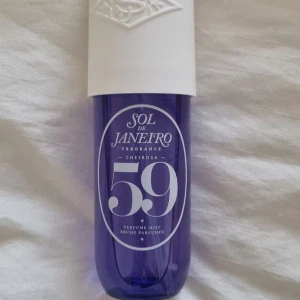 SOL
DE
JANEIRO
FRAGRANCE
CHEIROSA
59
PERFUME MIST
BRUME PARFUMÉE